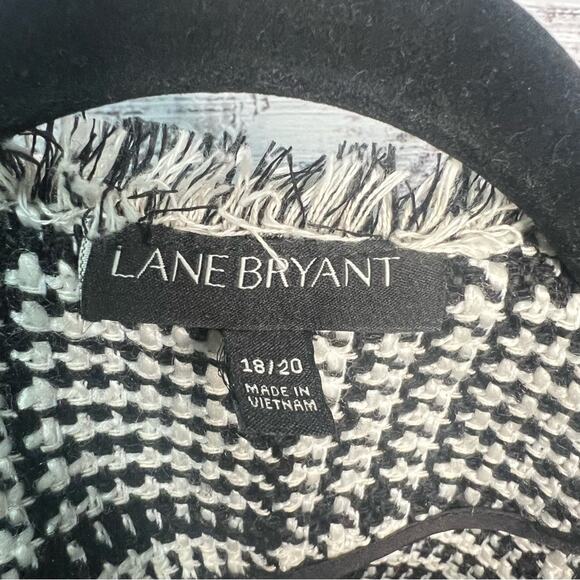 LANE BRYANT
18/20
MADE IN
VIETNAM